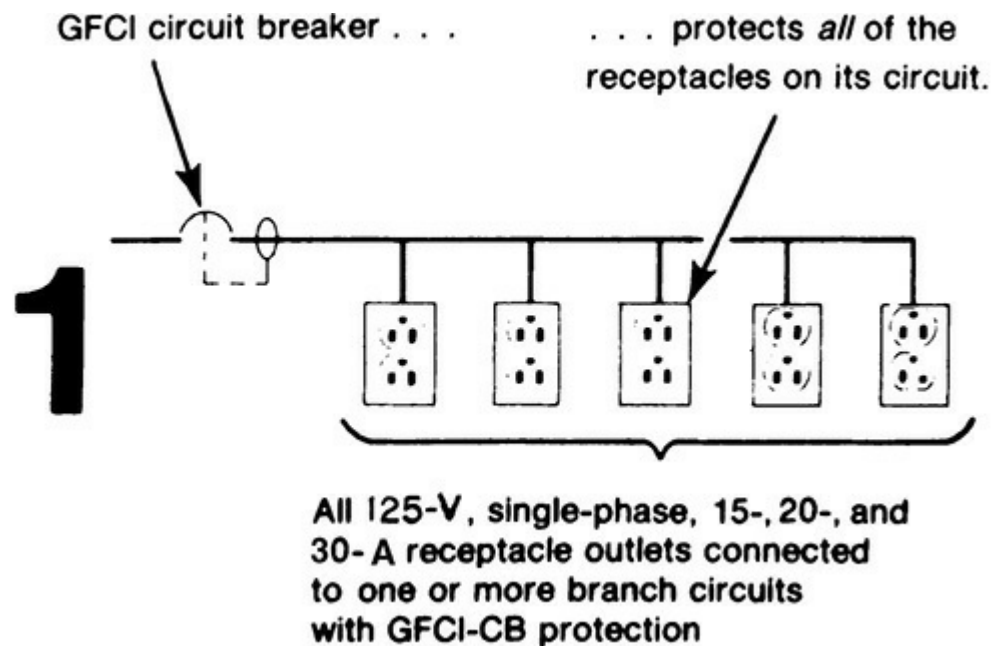 GFCI circuit breaker . . .
. . . protects all of the
receptacles on its circuit.
1
All 125-V, single-phase, 15-, 20-, and
30- A receptacle outlets connected
to one or more branch circuits
with GFCI-CB protection